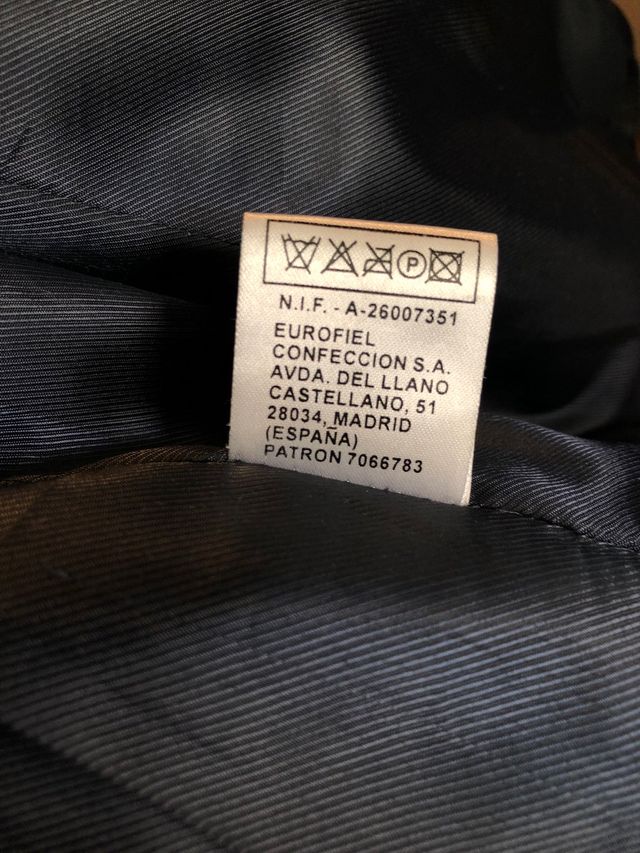 P
N.I.F. - A-26007351
EUROFIEL
CONFECCION S.A.
AVDA. DEL LLANO
CASTELLANO, 51
28034, MADRID
(ESPAÑA)
PATRON 7066783